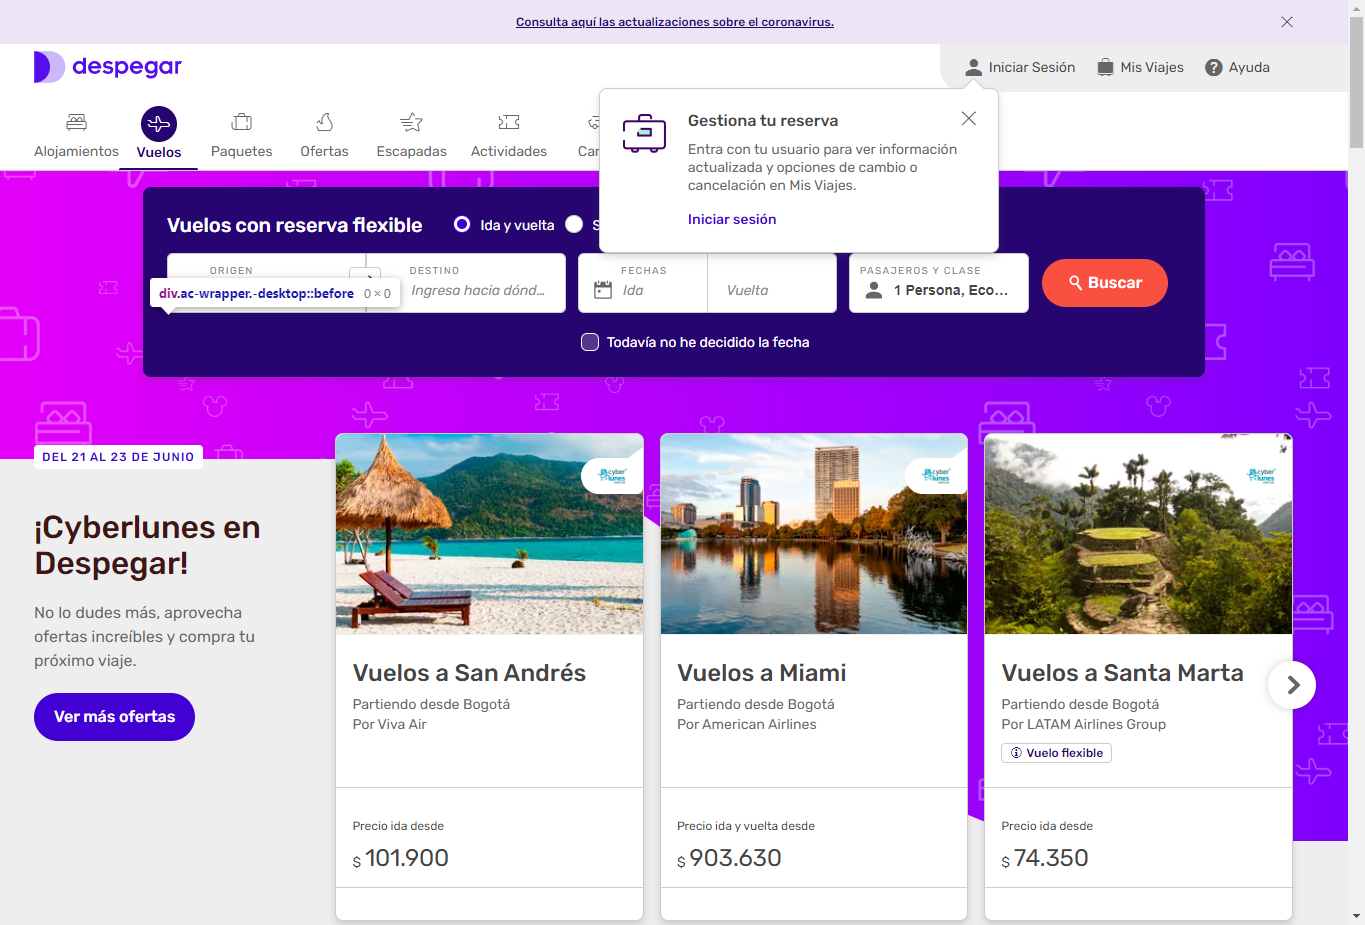 Consulta aquí las actualizaciones sobre el coronavirus.
despegar
Iniciar Sesión
Mis Viajes
Ayuda
Alojamientos
Vuelos
Paquetes
Ofertas
Escapadas
Actividades
Gestiona tu reserva
Entra con tu usuario para ver información
actualizada y opciones de cambio o
cancelación en Mis Viajes.
Iniciar sesión
Vuelos con reserva flexible
Ida y vuelta
ORIGEN
DESTINO
Ingresa hacia dónd...
FECHAS
Ida
Vuelta
PASAJEROS Y CLASE
1 Persona, Eco...
Buscar
div.ac-wrapper.-desktop::before 0 × 0
Todavía no he decidido la fecha
DEL 21 AL 23 DE JUNIO
¡Cyberlunes en
Despegar!
No lo dudes más, aprovecha
ofertas increíbles y compra tu
próximo viaje.
Ver más ofertas
cyber
lunes
Vuelos a San Andrés
Partiendo desde Bogotá
Por Viva Air
Precio ida desde
$ 101.900
cyber
lunes
Vuelos a Miami
Partiendo desde Bogotá
Por American Airlines
Precio ida y vuelta desde
$ 903.630
cyber
lunes
Vuelos a Santa Marta
Partiendo desde Bogotá
Por LATAM Airlines Group
Vuelo flexible
Precio ida desde
$ 74.350